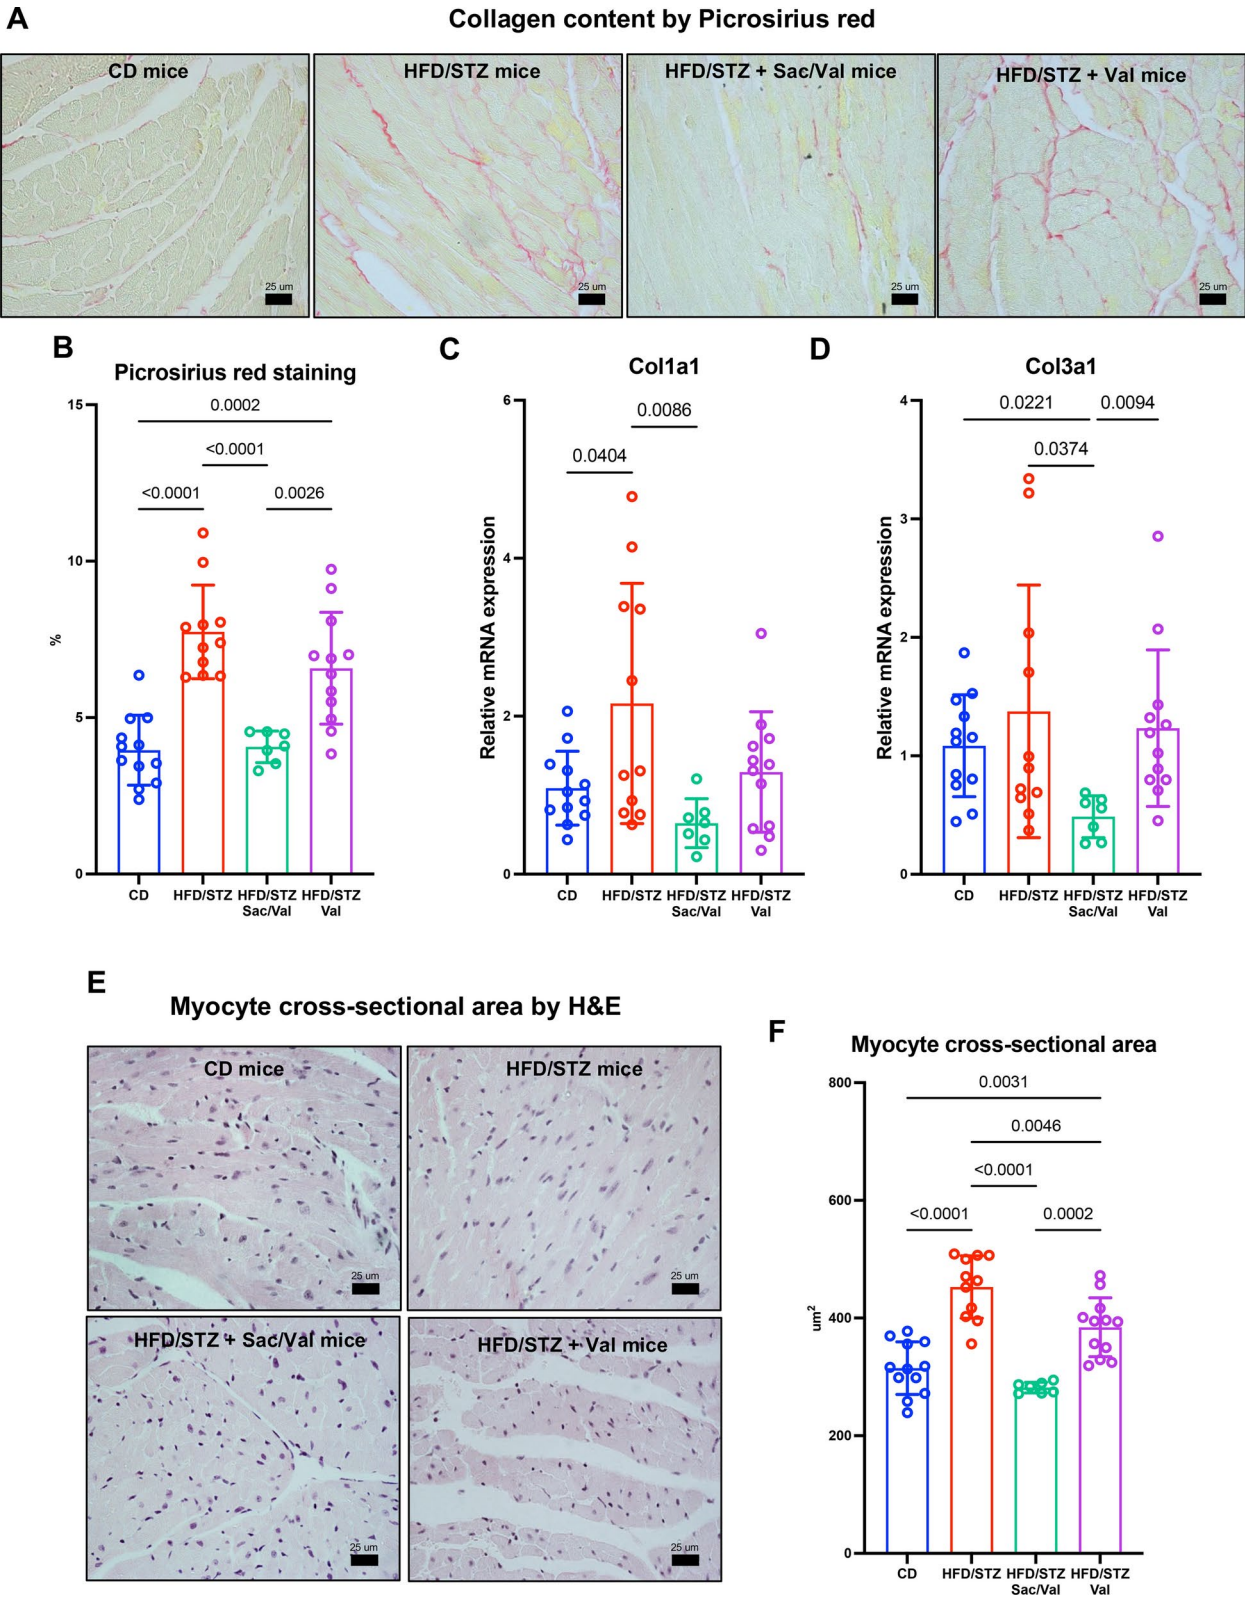 A
Collagen content by Picrosirius red
CD mice
HFD/STZ mice
HFD/STZ + Sac/Val mice
HFD/STZ + Val mice
25 um
25 um
25 um
25 um
B
Picrosirius red staining
15
10
5
0
%
0.0002
<0.0001
<0.0001
0.0026
CD
HFD/STZ
HFD/STZ
Sac/Val
HFD/STZ
Val
C
Col1a1
Relative mRNA expression
6
4
2
0
0.0086
0.0404
CD
HFD/STZ
HFD/STZ
Sac/Val
HFD/STZ
Val
D
Col3a1
Relative mRNA expression
4
3
2
1
0
0.0221
0.0094
0.0374
CD
HFD/STZ
HFD/STZ
Sac/Val
HFD/STZ
Val
E
Myocyte cross-sectional area by H&E
CD mice
HFD/STZ mice
25 um
25 um
HFD/STZ + Sac/Val mice
HFD/STZ + Val mice
25 um
25 um
F
Myocyte cross-sectional area
800
600
400
200
0
um²
0.0031
0.0046
<0.0001
<0.0001
0.0002
CD
HFD/STZ
HFD/STZ
Sac/Val
HFD/STZ
Val